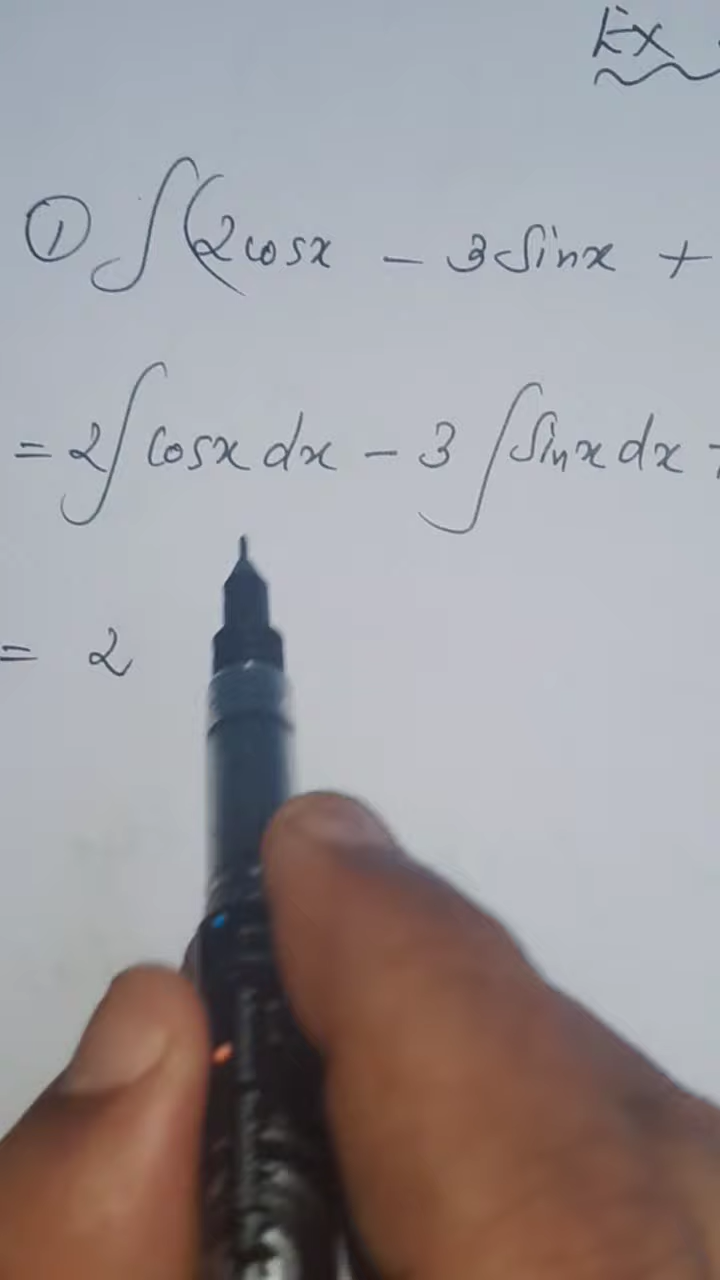 Ex
① ∫(2cosx - 3sinx +
= 2∫cosx dx - 3∫sinx dx +
= 2